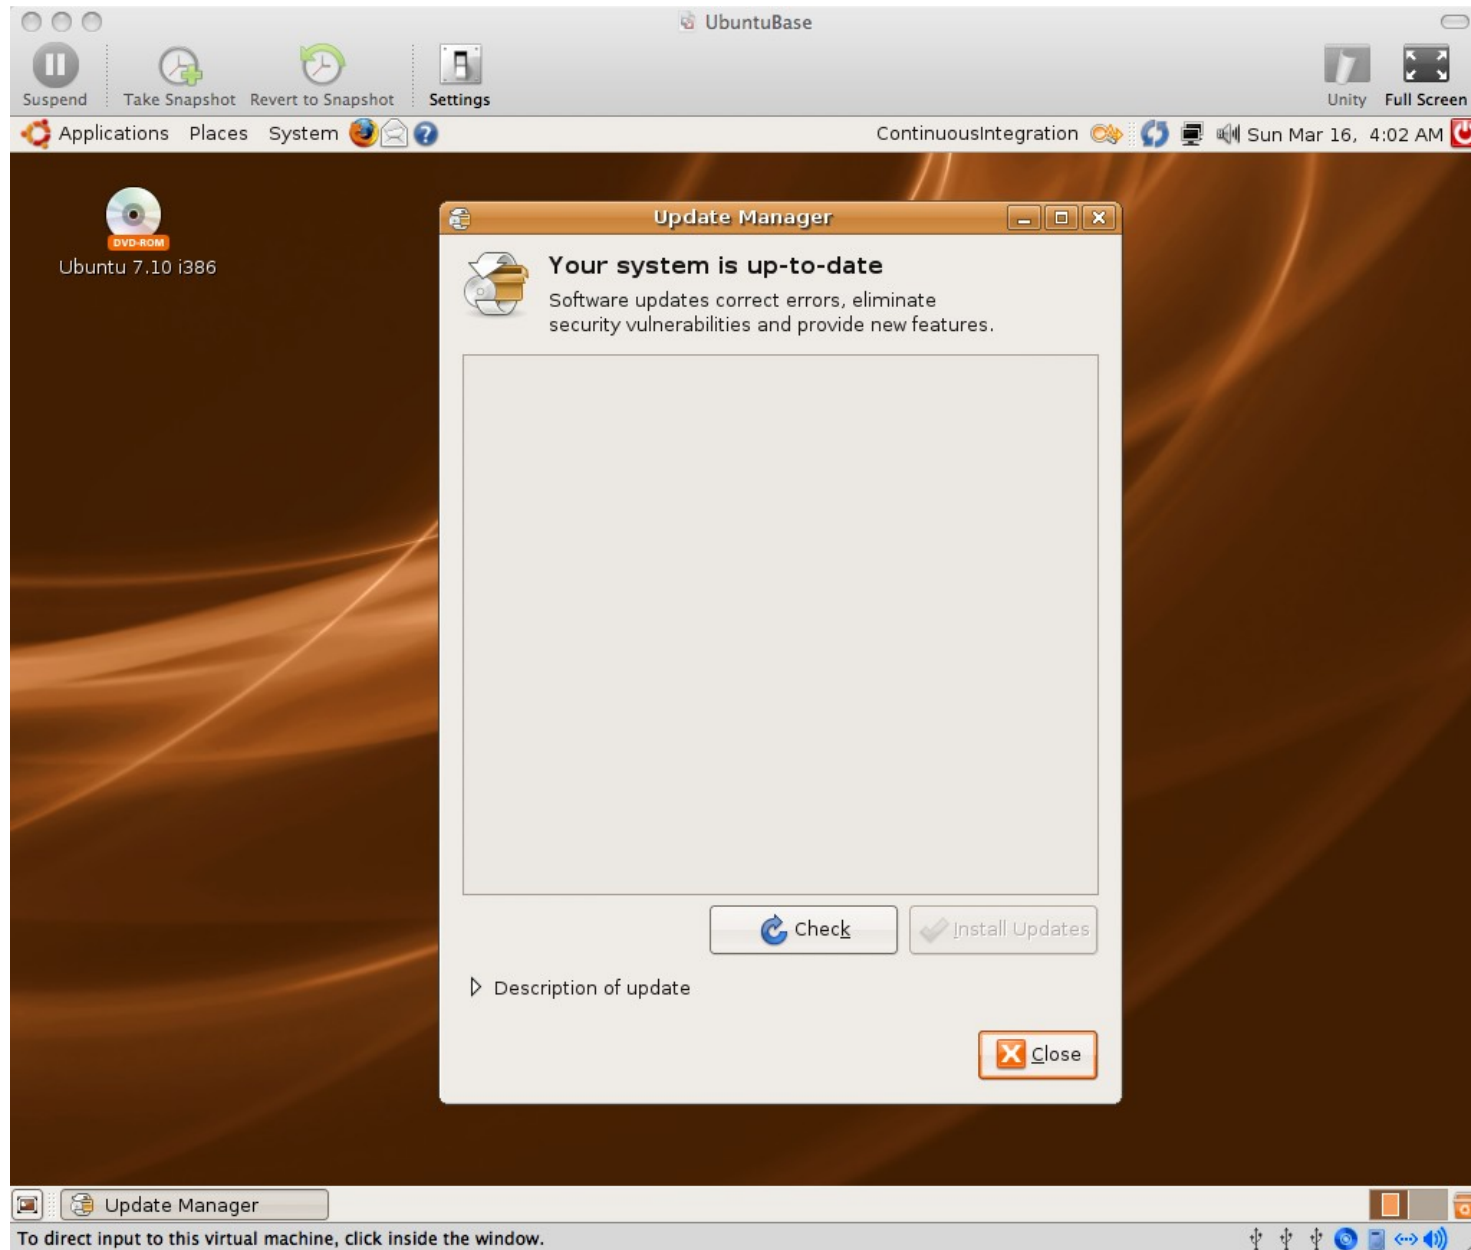 UbuntuBase
Suspend Take Snapshot Revert to Snapshot Settings Unity Full Screen
Applications Places System ContinuousIntegration Sun Mar 16, 4:02 AM
DVD-ROM
Ubuntu 7.10 i386
Update Manager
Your system is up-to-date
Software updates correct errors, eliminate
security vulnerabilities and provide new features.
Check Install Updates
Description of update
Close
Update Manager
To direct input to this virtual machine, click inside the window.